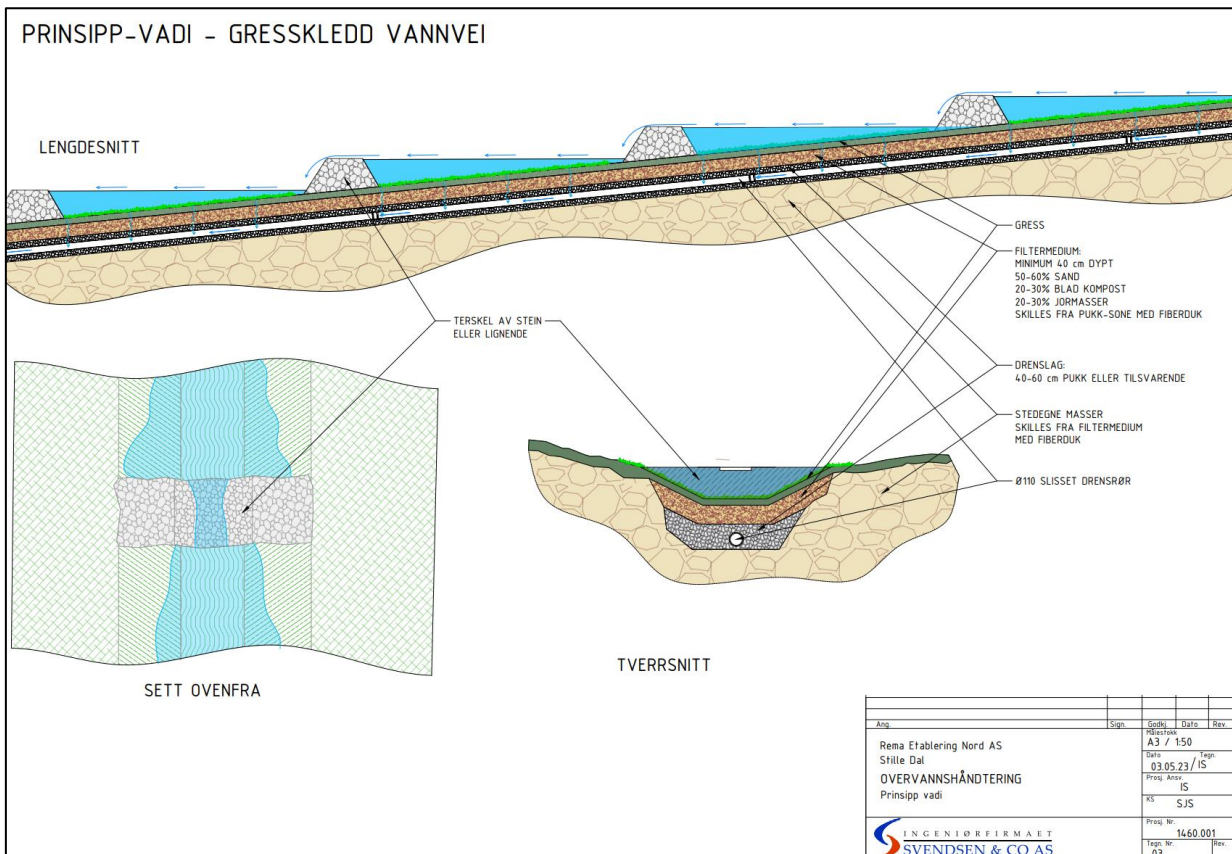 PRINSIPP-VADI - GRESSKLEDD VANNVEI
LENGDESNITT
GRESS
FILTERMEDIUM:
MINIMUM 40 cm DYPT
50-60% SAND
20-30% BLAD KOMPOST
20-30% JORMASSER
SKILLES FRA PUKK-SONE MED FIBERDUK
TERSKEL AV STEIN
ELLER LIGNENDE
DRENSLAG:
40-60 cm PUKK ELLER TILSVARENDE
STEDEGNE MASSER
SKILLES FRA FILTERMEDIUM
MED FIBERDUK
Ø110 SLISSET DRENSRØR
TVERRSNITT
SETT OVENFRA
Ang. Sign. Godkj. Dato Rev.
Rema Etablering Nord AS
Stille Dal
OVERVANNSHÅNDTERING
Prinsipp vadi
Målestokk
A3 / 1:50
Dato Tegn.
03.05.23 / IS
Prosj. Ansv.
IS
KS SJS
Prosj. Nr.
1460.001
Tegn. Nr. Rev.
03
INGENIØRFIRMAET
SVENDSEN & CO AS